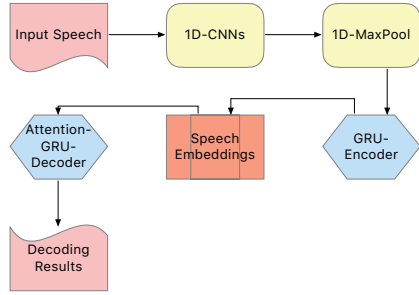 Input Speech
1D-CNNs
1D-MaxPool
Attention-
GRU-
Decoder
Speech
Embeddings
GRU-
Encoder
Decoding
Results